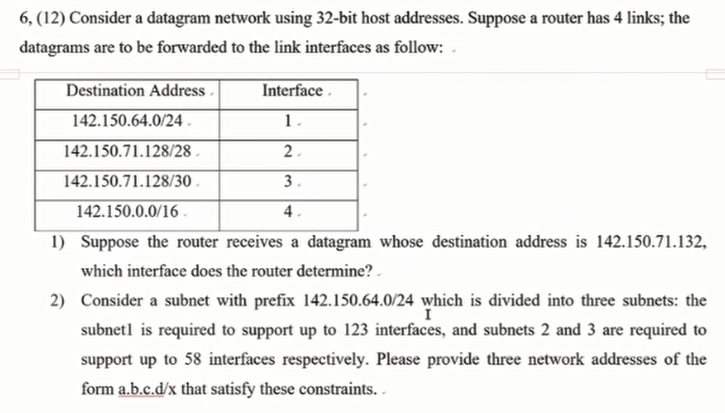 6, (12) Consider a datagram network using 32-bit host addresses. Suppose a router has 4 links; the
datagrams are to be forwarded to the link interfaces as follow:
Destination Address Interface
142.150.64.0/24 1
142.150.71.128/28 2
142.150.71.128/30 3
142.150.0.0/16 4
1) Suppose the router receives a datagram whose destination address is 142.150.71.132,
which interface does the router determine?
2) Consider a subnet with prefix 142.150.64.0/24 which is divided into three subnets: the
subnet1 is required to support up to 123 interfaces, and subnets 2 and 3 are required to
support up to 58 interfaces respectively. Please provide three network addresses of the
form a.b.c.d/x that satisfy these constraints.